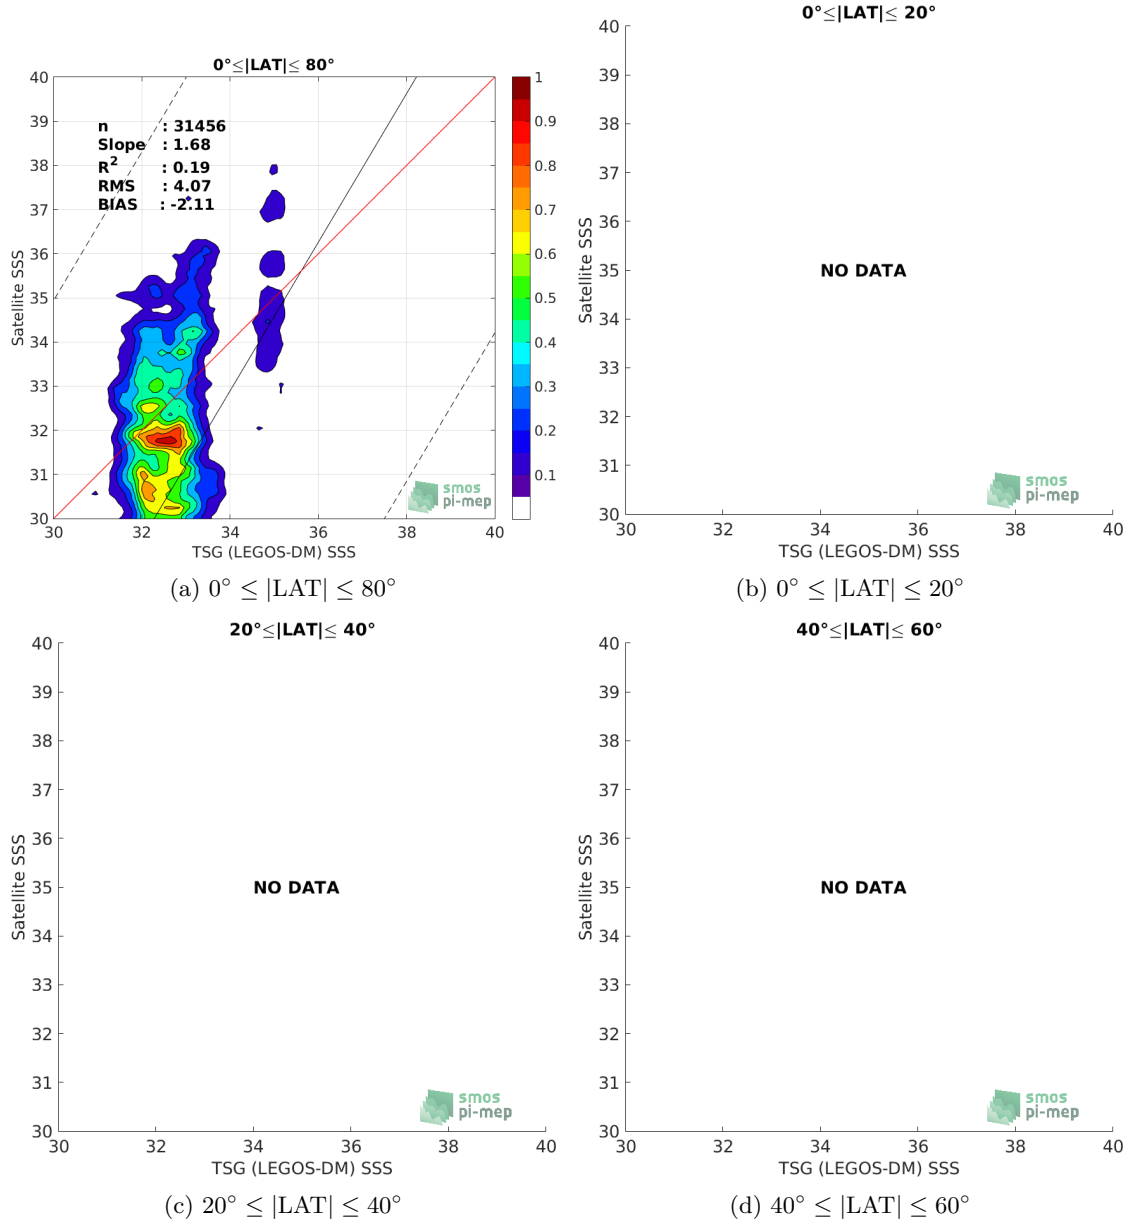 0°≤|LAT|≤ 80°
n : 31456
Slope : 1.68
R2 : 0.19
RMS : 4.07
BIAS : -2.11
Satellite SSS
40
39
38
37
36
35
34
33
32
31
30
30 32 34 36 38 40
TSG (LEGOS-DM) SSS
1
0.9
0.8
0.7
0.6
0.5
0.4
0.3
0.2
0.1
smos
pi-mep
(a) 0° ≤ |LAT| ≤ 80°
0°≤|LAT|≤ 20°
Satellite SSS
40
39
38
37
36
35
34
33
32
31
30
NO DATA
smos
pi-mep
30 32 34 36 38 40
TSG (LEGOS-DM) SSS
(b) 0° ≤ |LAT| ≤ 20°
20°≤|LAT|≤ 40°
Satellite SSS
40
39
38
37
36
35
34
33
32
31
30
NO DATA
smos
pi-mep
30 32 34 36 38 40
TSG (LEGOS-DM) SSS
(c) 20° ≤ |LAT| ≤ 40°
40°≤|LAT|≤ 60°
Satellite SSS
40
39
38
37
36
35
34
33
32
31
30
NO DATA
smos
pi-mep
30 32 34 36 38 40
TSG (LEGOS-DM) SSS
(d) 40° ≤ |LAT| ≤ 60°